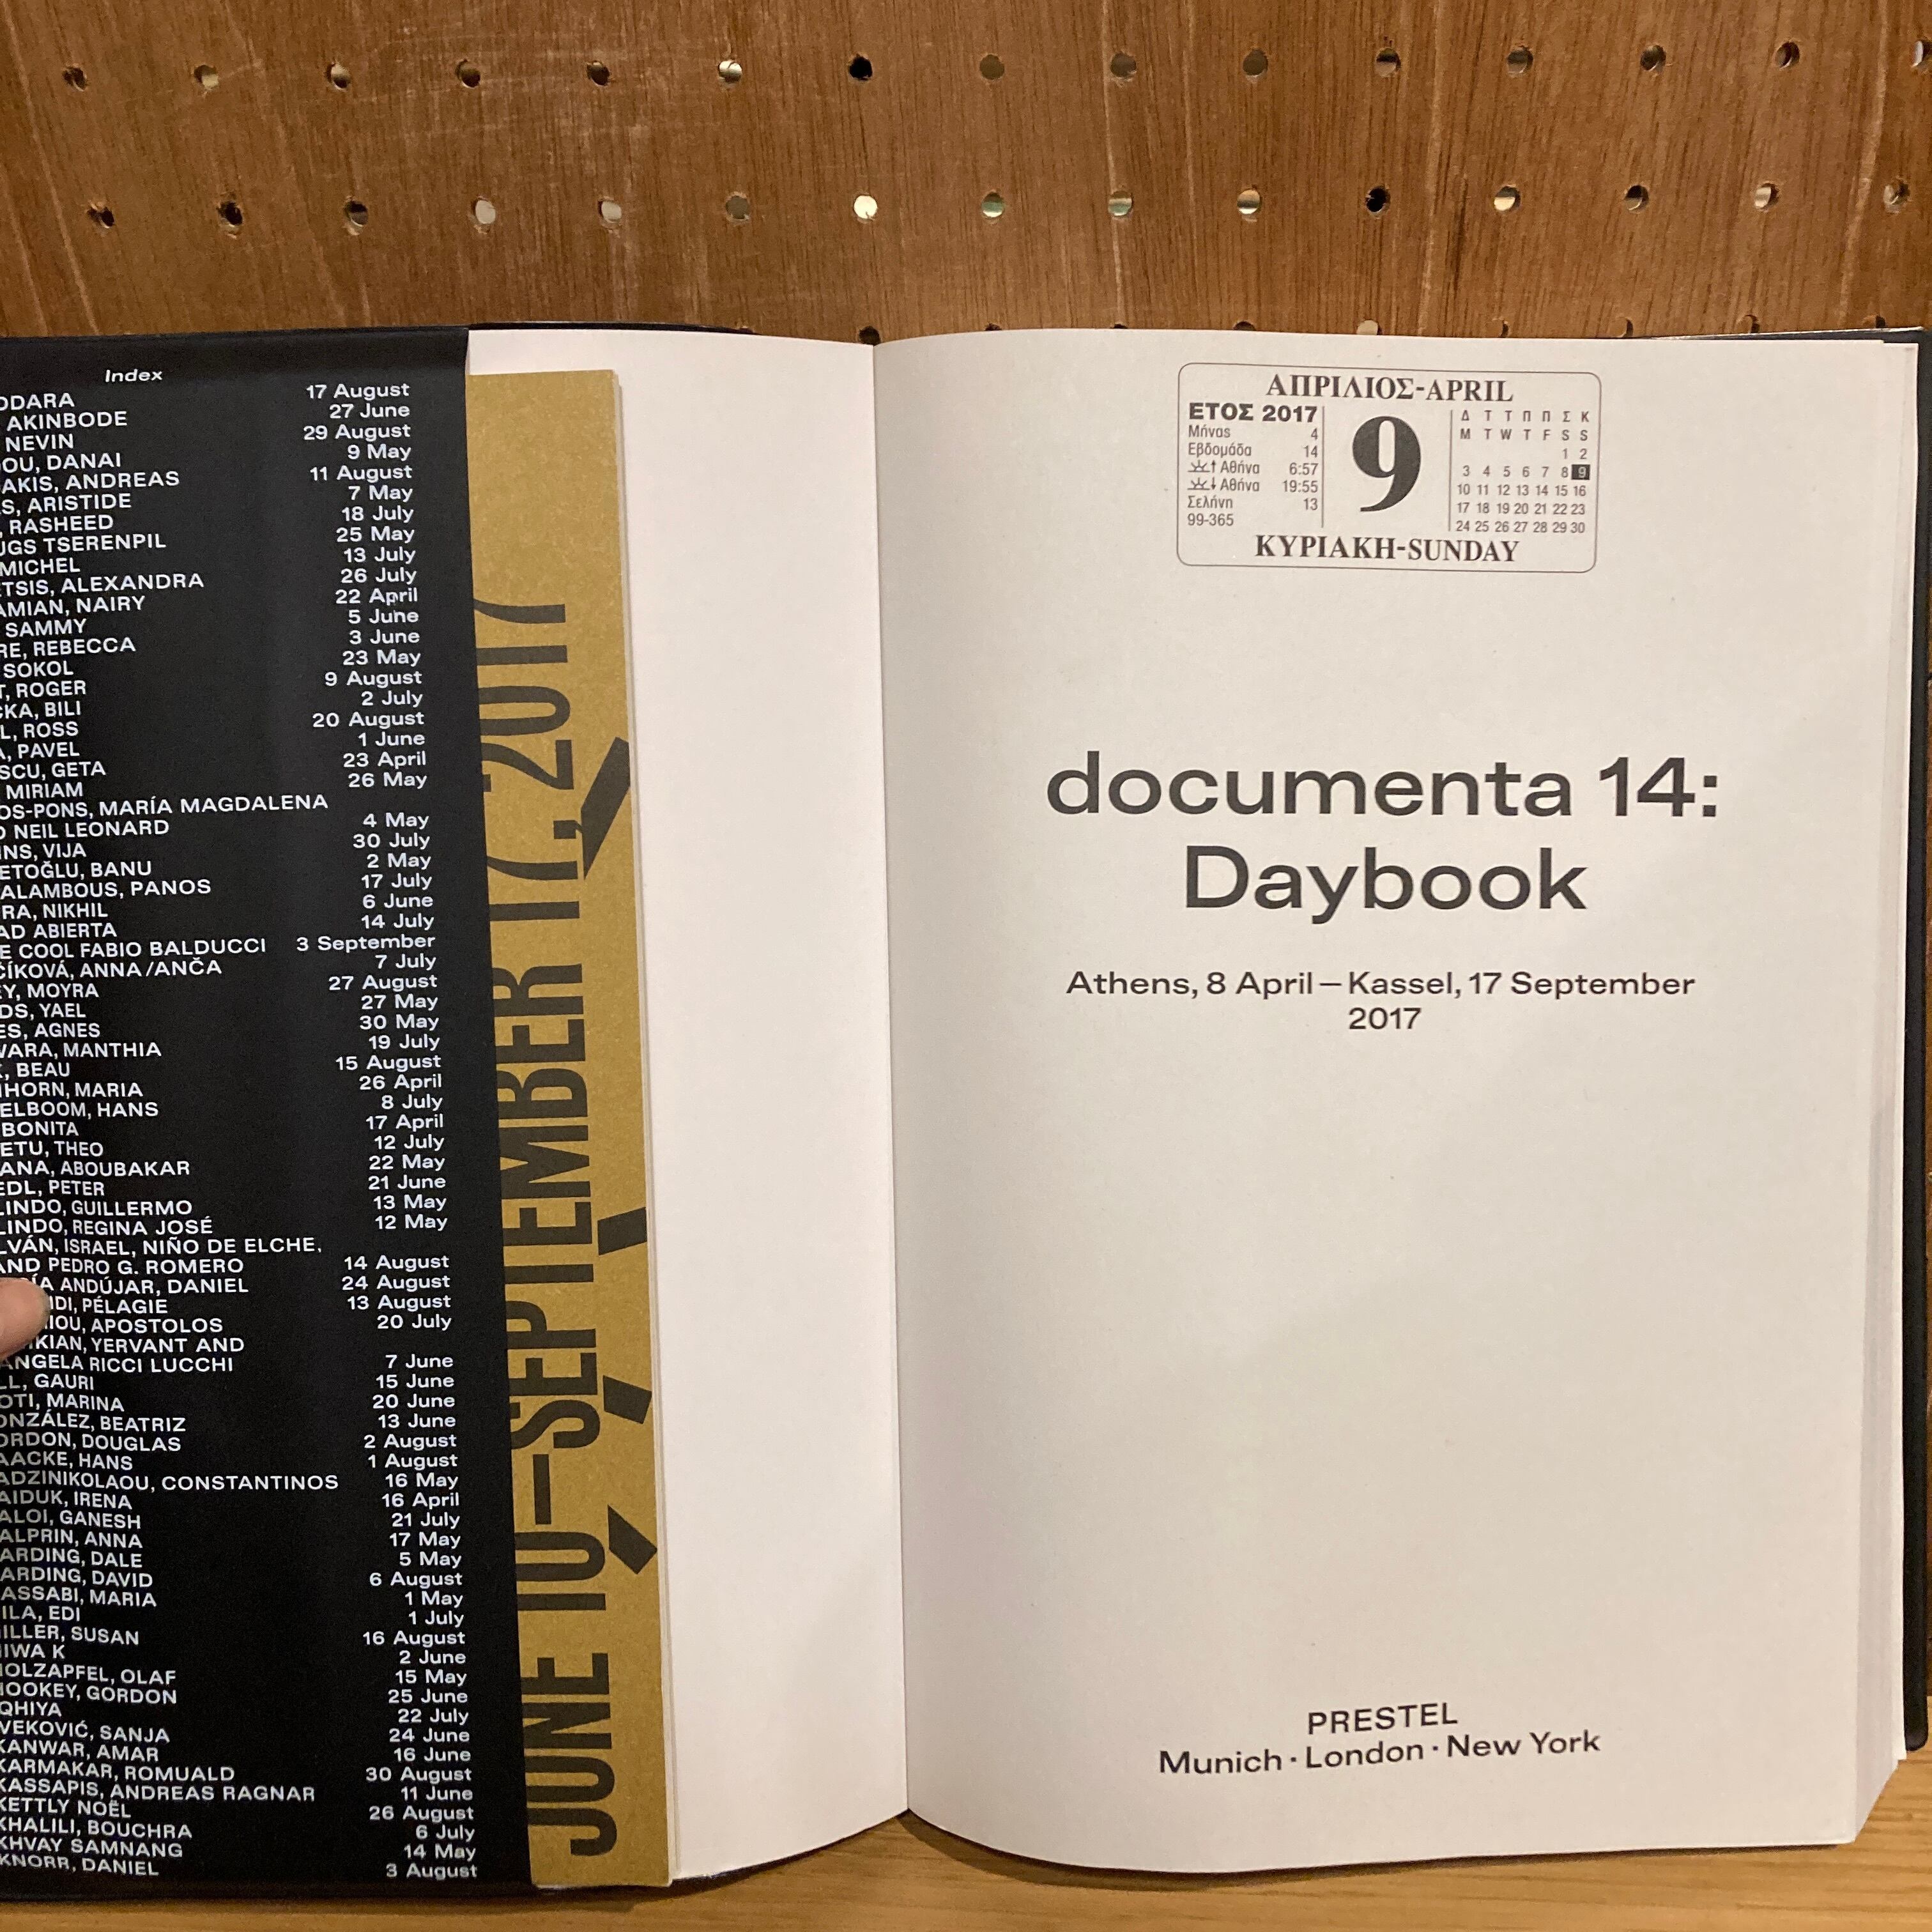 Index
ODDARA 17 August
AKINBODE 27 June
NEVIN 29 August
OU, DANAI 9 May
AKIS, ANDREAS 11 August
S, ARISTIDE 7 May
RASHEED 18 July
UGS TSERENPIL 25 May
MICHEL 13 July
ETSIS, ALEXANDRA 26 July
AMIAN, NAIRY 22 April
SAMMY 5 June
RE, REBECCA 3 June
SOKOL 23 May
T, ROGER 9 August
CKA, BILI 2 July
L, ROSS 20 August
A, PAVEL 1 June
SCU, GETA 23 April
MIRIAM 26 May
OS-PONS, MARÍA MAGDALENA
D NEIL LEONARD 4 May
INS, VIJA 30 July
ETOĞLU, BANU 2 May
ALAMBOUS, PANOS 17 July
RA, NIKHIL 6 June
AD ABIERTA 14 July
E COOL FABIO BALDUCCI 3 September
ČÍKOVÁ, ANNA/ANČA 7 July
EY, MOYRA 27 August
DS, YAEL 27 May
ES, AGNES 30 May
WARA, MANTHIA 19 July
K, BEAU 15 August
HORN, MARIA 26 April
ELBOOM, HANS 8 July
BONITA 17 April
ETU, THEO 12 July
ANA, ABOUBAKAR 22 May
EDL, PETER 21 June
LINDO, GUILLERMO 13 May
LINDO, REGINA JOSÉ 12 May
LVÁN, ISRAEL, NIÑO DE ELCHE,
AND PEDRO G. ROMERO 14 August
ÍA ANDÚJAR, DANIEL 24 August
IDI, PÉLAGIE 13 August
IOU, APOSTOLOS 20 July
IKIAN, YERVANT AND
ANGELA RICCI LUCCHI 7 June
LL, GAURI 15 June
OTI, MARINA 20 June
ONZÁLEZ, BEATRIZ 13 June
ORDON, DOUGLAS 2 August
AACKE, HANS 1 August
ADZINIKOLAOU, CONSTANTINOS 16 May
AIDUK, IRENA 16 April
ALOI, GANESH 21 July
ALPRIN, ANNA 17 May
ARDING, DALE 5 May
ARDING, DAVID 6 August
ASSABI, MARIA 1 May
ILA, EDI 1 July
ILLER, SUSAN 16 August
IWA K 2 June
HOLZAPFEL, OLAF 15 May
HOOKEY, GORDON 25 June
IQHIYA 22 July
IVEKOVIĆ, SANJA 24 June
KANWAR, AMAR 16 June
KARMAKAR, ROMUALD 30 August
KASSAPIS, ANDREAS RAGNAR 11 June
KETTLY NOËL 26 August
KHALILI, BOUCHRA 6 July
KHVAY SAMNANG 14 May
KNORR, DANIEL 3 August
JUNE 10–SEPTEMBER 17, 2017
ΑΠΡΙΛΙΟΣ-APRIL
ΕΤΟΣ 2017
Μήνας 4
Εβδομάδα 14
Αθήνα 6:57
Αθήνα 19:55
Σελήνη 13
99-365
9
Δ Τ Τ Π Π Σ Κ
M T W T F S S
1 2
3 4 5 6 7 8 9
10 11 12 13 14 15 16
17 18 19 20 21 22 23
24 25 26 27 28 29 30
ΚΥΡΙΑΚΗ-SUNDAY
documenta 14:
Daybook
Athens, 8 April – Kassel, 17 September
2017
PRESTEL
Munich · London · New York